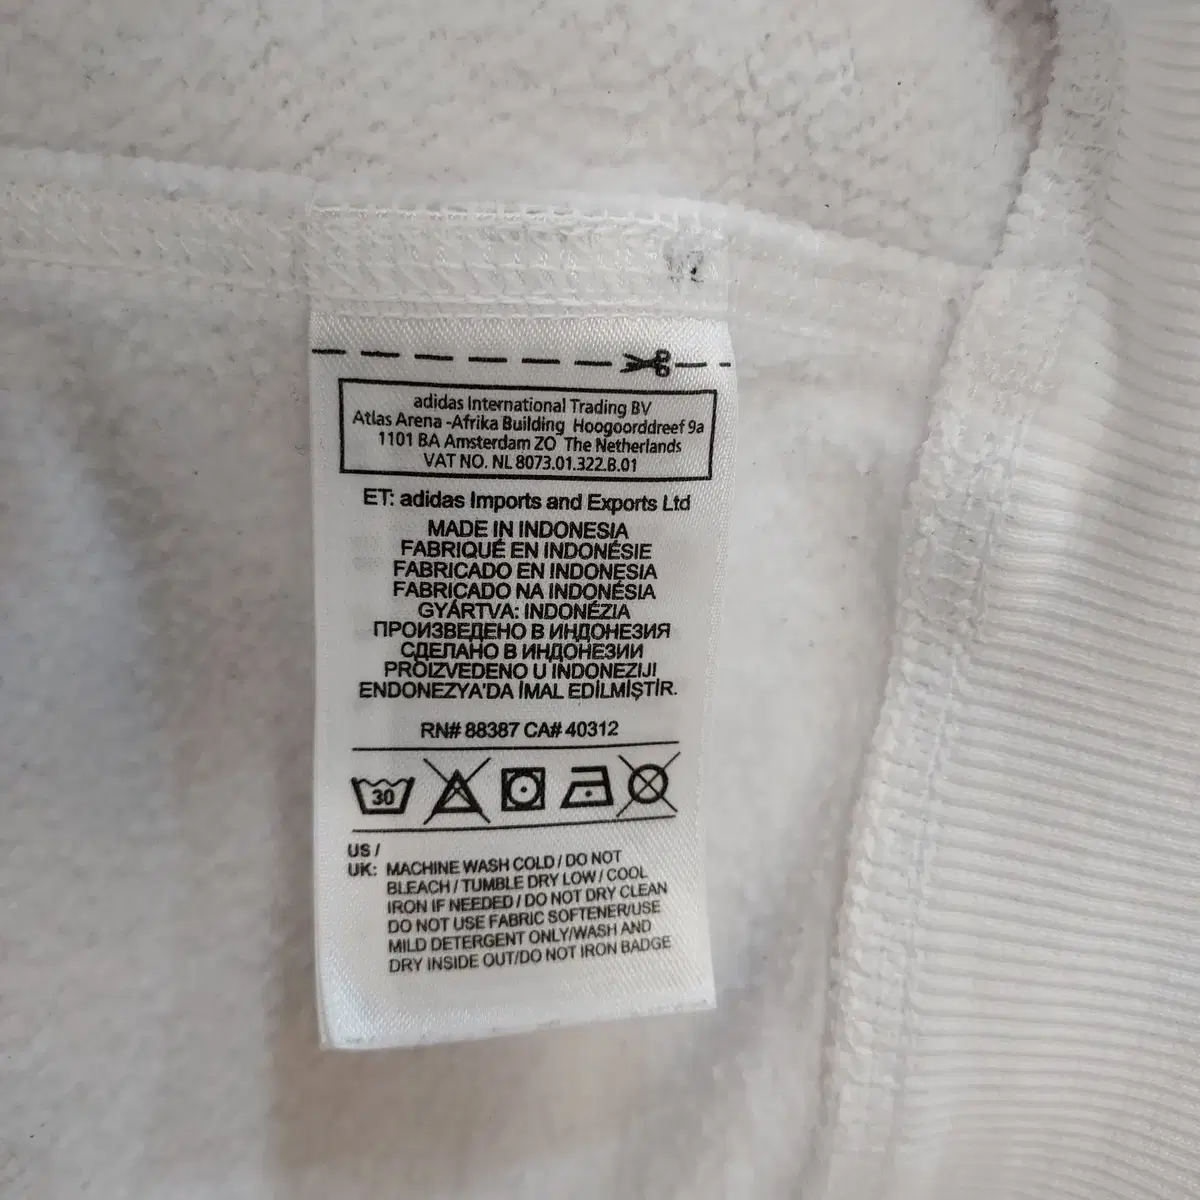 adidas International Trading BV
Atlas Arena -Afrika Building Hoogoorddreef 9a
1101 BA Amsterdam ZO The Netherlands
VAT NO. NL 8073.01.322.B.01
ET: adidas Imports and Exports Ltd
MADE IN INDONESIA
FABRIQUÉ EN INDONÉSIE
FABRICADO EN INDONESIA
FABRICADO NA INDONÉSIA
GYÁRTVA: INDONÉZIA
ПРОИЗВЕДЕНО В ИНДОНЕЗИЯ
СДЕЛАНО В ИНДОНЕЗИИ
PROIZVEDENO U INDONEZIJI
ENDONEZYA'DA İMAL EDİLMİŞTİR.
RN# 88387 CA# 40312
30
US /
UK: MACHINE WASH COLD / DO NOT
BLEACH / TUMBLE DRY LOW / COOL
IRON IF NEEDED / DO NOT DRY CLEAN
DO NOT USE FABRIC SOFTENER/USE
MILD DETERGENT ONLY/WASH AND
DRY INSIDE OUT/DO NOT IRON BADGE